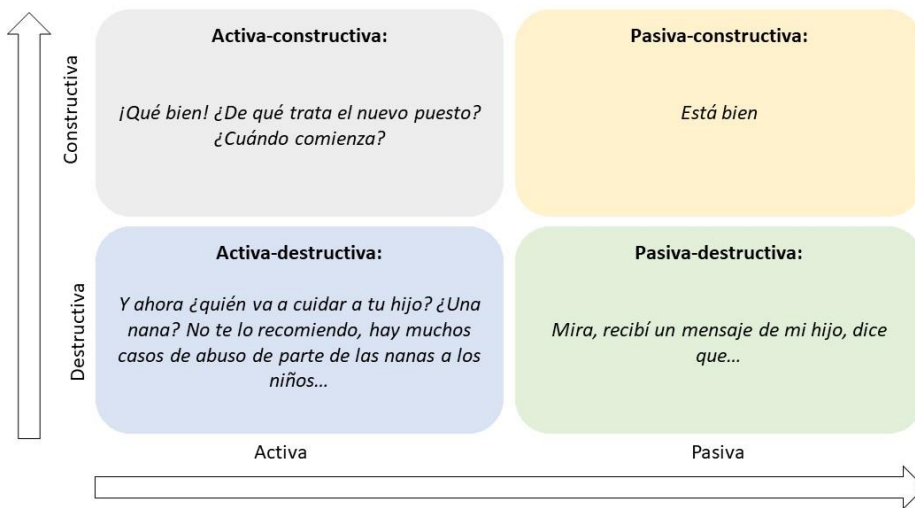 Constructiva
Activa-constructiva:
¡Qué bien! ¿De qué trata el nuevo puesto?
¿Cuándo comienza?
Pasiva-constructiva:
Está bien
Destructiva
Activa-destructiva:
Y ahora ¿quién va a cuidar a tu hijo? ¿Una
nana? No te lo recomiendo, hay muchos
casos de abuso de parte de las nanas a los
niños...
Pasiva-destructiva:
Mira, recibí un mensaje de mi hijo, dice
que...
Activa
Pasiva